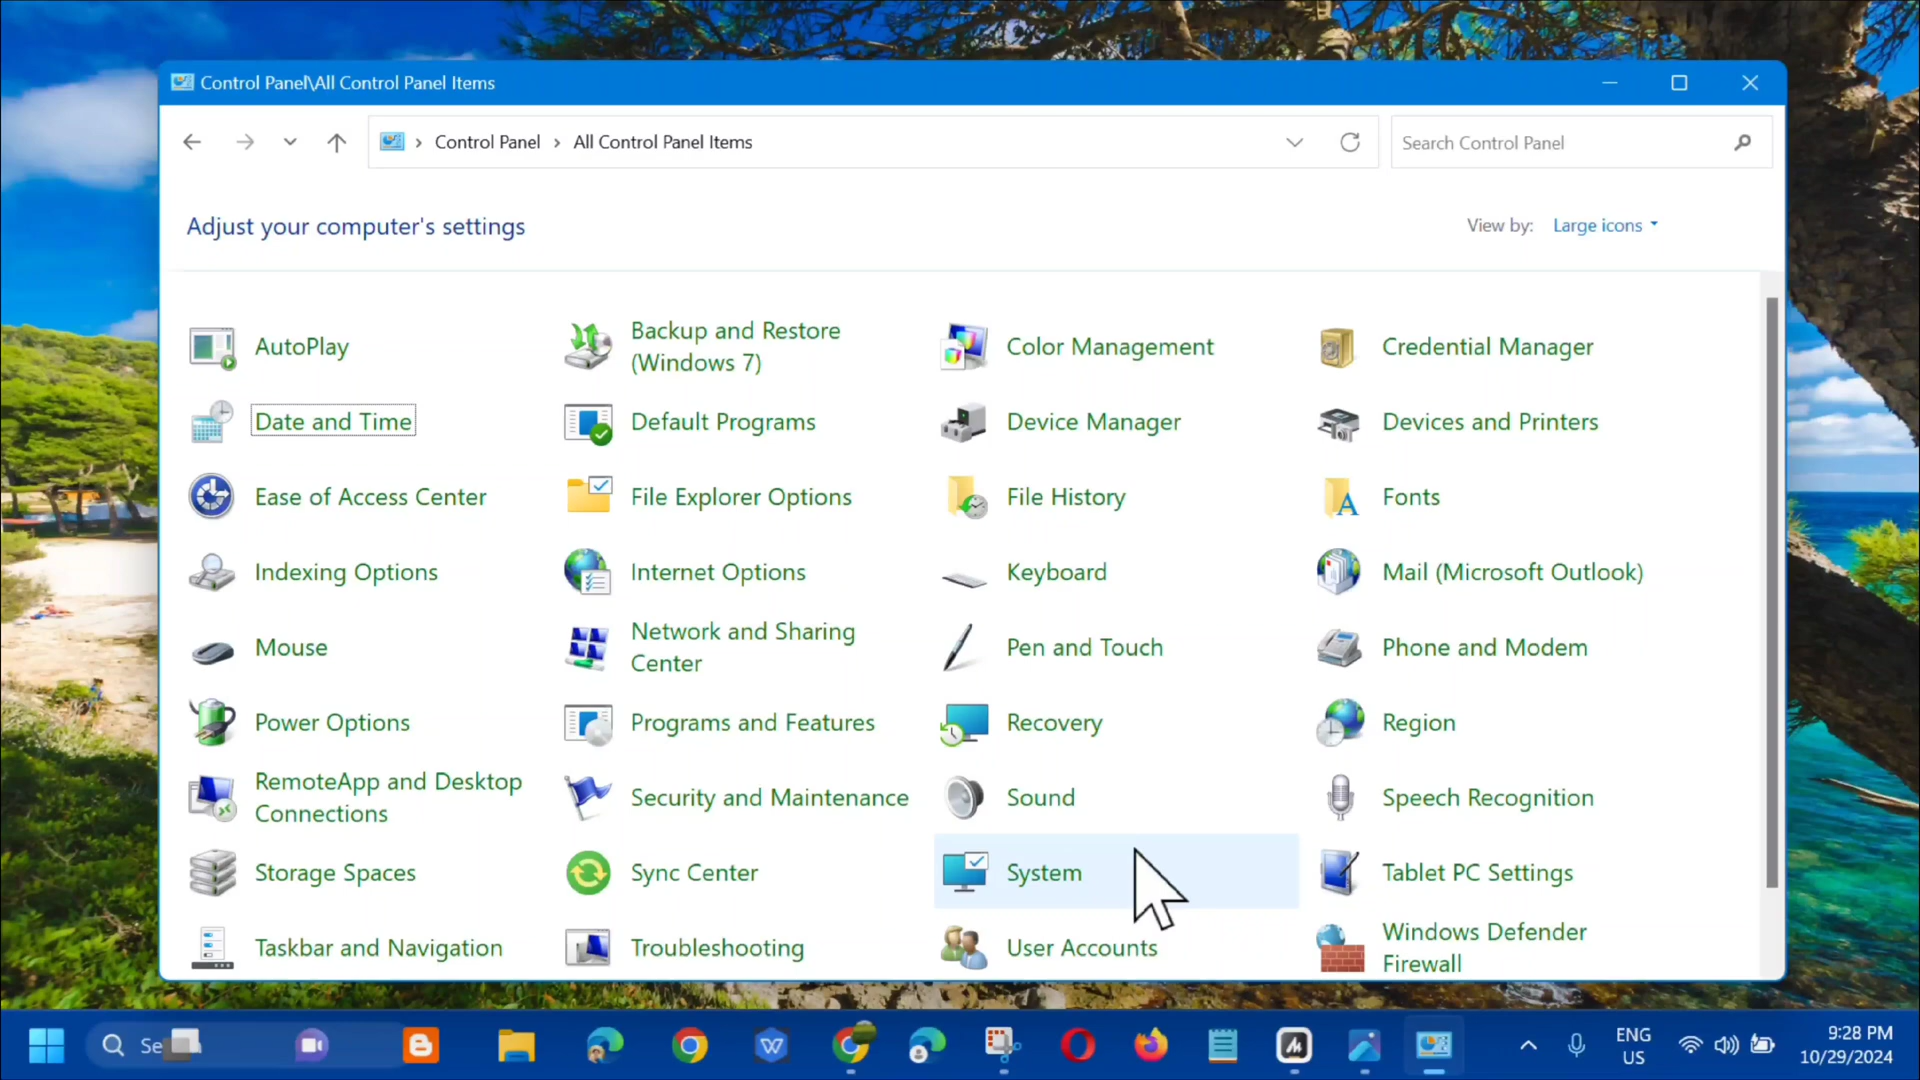 Control Panel\All Control Panel Items
Control Panel > All Control Panel Items
Search Control Panel
Adjust your computer's settings
View by: Large icons
AutoPlay
Backup and Restore
(Windows 7)
Color Management
Credential Manager
Date and Time
Default Programs
Device Manager
Devices and Printers
Ease of Access Center
File Explorer Options
File History
Fonts
Indexing Options
Internet Options
Keyboard
Mail (Microsoft Outlook)
Mouse
Network and Sharing
Center
Pen and Touch
Phone and Modem
Power Options
Programs and Features
Recovery
Region
RemoteApp and Desktop
Connections
Security and Maintenance
Sound
Speech Recognition
Storage Spaces
Sync Center
System
Tablet PC Settings
Taskbar and Navigation
Troubleshooting
User Accounts
Windows Defender
Firewall
Se
ENG
US
9:28 PM
10/29/2024